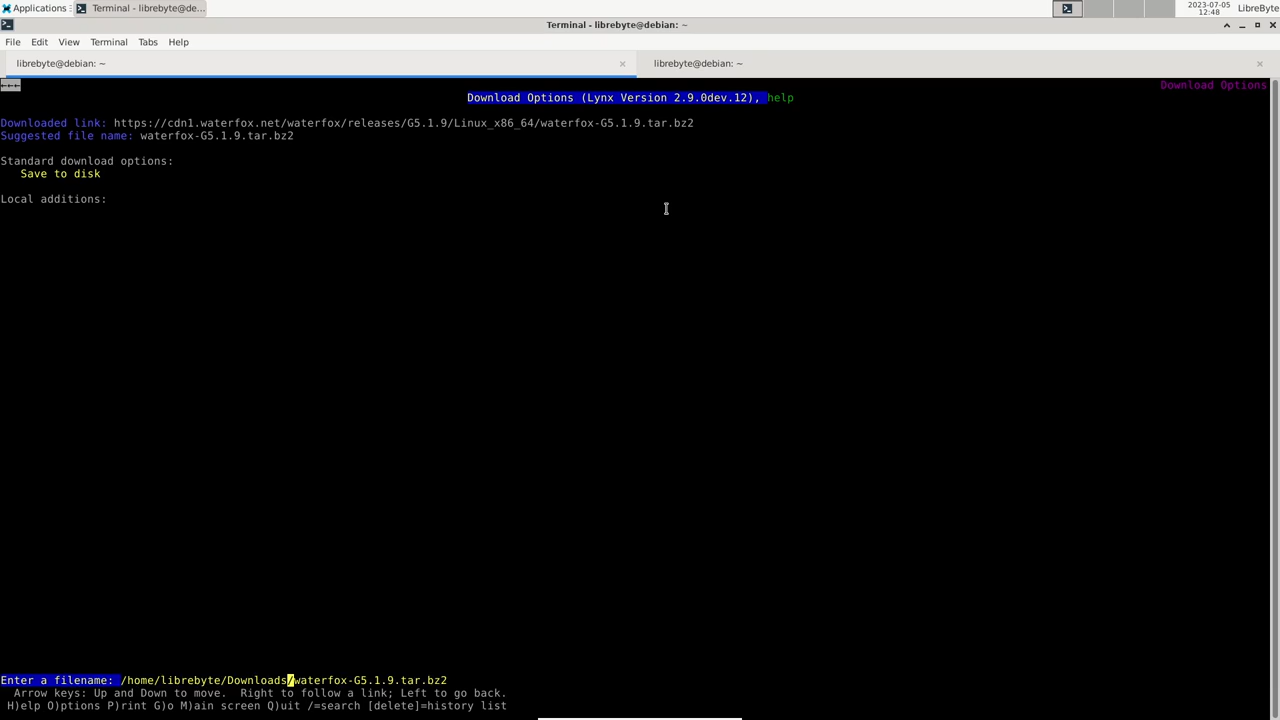 Applications
Terminal - librebyte@de...
2023-07-05
12:48
LibreByte
Terminal - librebyte@debian: ~
File Edit View Terminal Tabs Help
librebyte@debian: ~
librebyte@debian: ~
←←←
Download Options
Download Options (Lynx Version 2.9.0dev.12), help
Downloaded link: https://cdn1.waterfox.net/waterfox/releases/G5.1.9/Linux_x86_64/waterfox-G5.1.9.tar.bz2
Suggested file name: waterfox-G5.1.9.tar.bz2
Standard download options:
Save to disk
Local additions:
Enter a filename: /home/librebyte/Downloads/waterfox-G5.1.9.tar.bz2
Arrow keys: Up and Down to move. Right to follow a link; Left to go back.
H)elp O)ptions P)rint G)o M)ain screen Q)uit /=search [delete]=history list